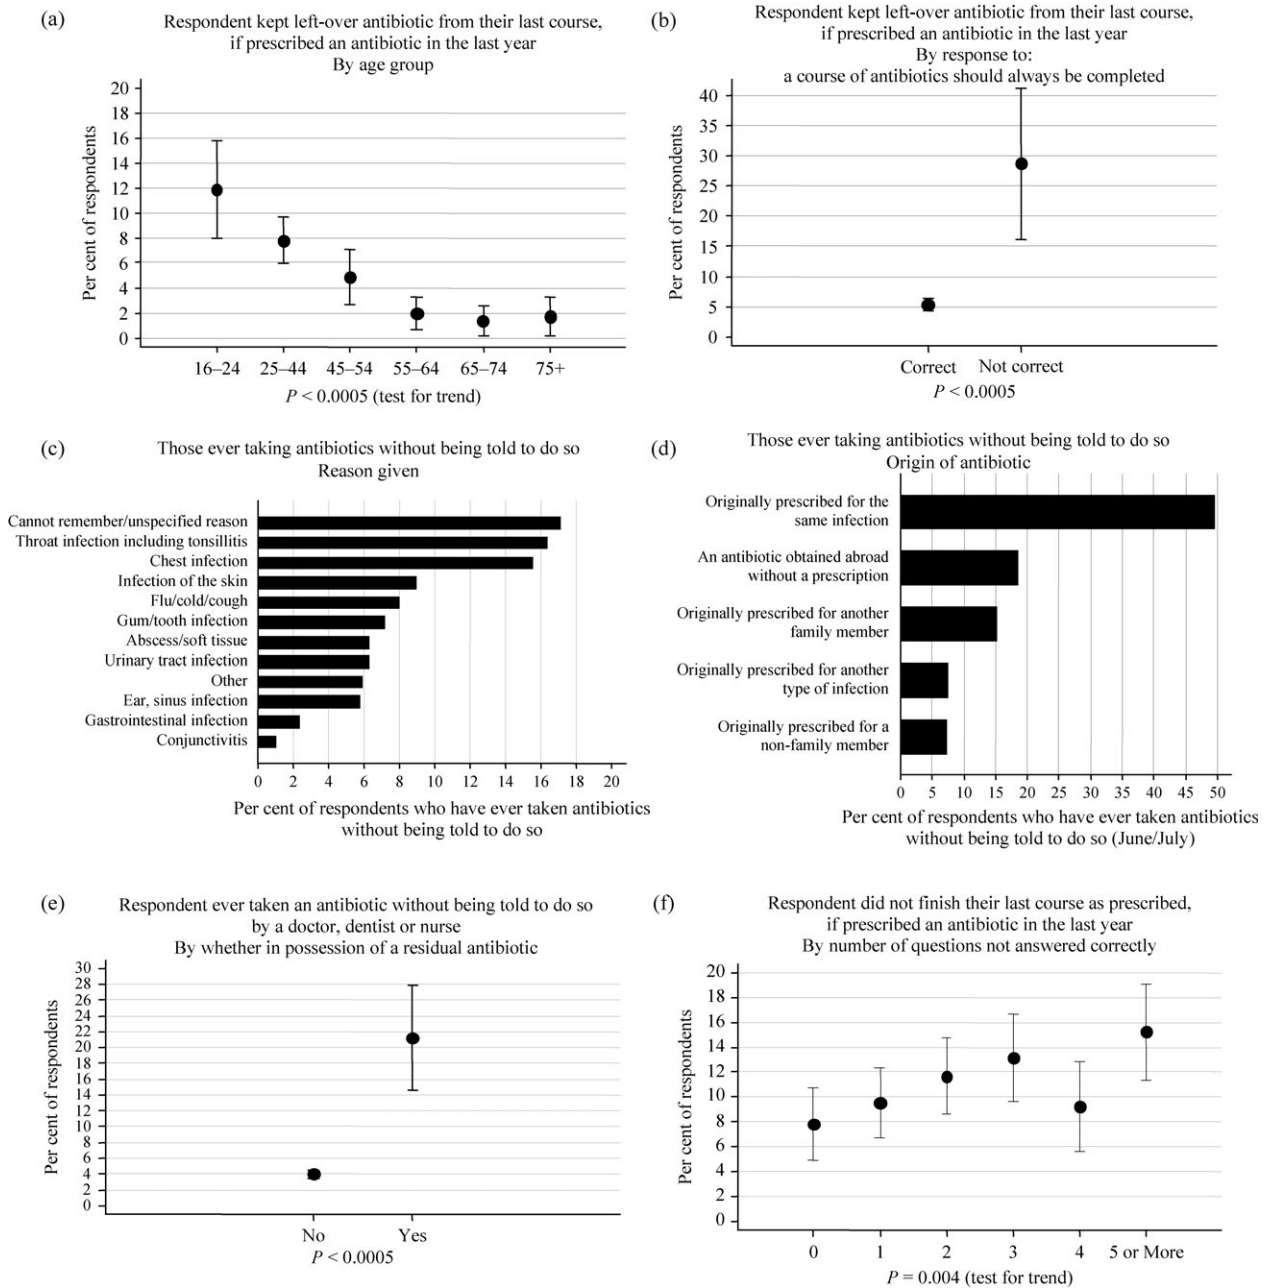 (a)
Respondent kept left-over antibiotic from their last course,
if prescribed an antibiotic in the last year
By age group
Per cent of respondents
20
18
16
14
12
10
8
6
4
2
0
16–24 25–44 45–54 55–64 65–74 75+
P < 0.0005 (test for trend)
(b)
Respondent kept left-over antibiotic from their last course,
if prescribed an antibiotic in the last year
By response to:
a course of antibiotics should always be completed
Per cent of respondents
40
35
30
25
20
15
10
5
0
Correct Not correct
P < 0.0005
(c)
Those ever taking antibiotics without being told to do so
Reason given
Cannot remember/unspecified reason
Throat infection including tonsillitis
Chest infection
Infection of the skin
Flu/cold/cough
Gum/tooth infection
Abscess/soft tissue
Urinary tract infection
Other
Ear, sinus infection
Gastrointestinal infection
Conjunctivitis
0 2 4 6 8 10 12 14 16 18 20
Per cent of respondents who have ever taken antibiotics
without being told to do so
(d)
Those ever taking antibiotics without being told to do so
Origin of antibiotic
Originally prescribed for the
same infection
An antibiotic obtained abroad
without a prescription
Originally prescribed for another
family member
Originally prescribed for another
type of infection
Originally prescribed for a
non-family member
0 5 10 15 20 25 30 35 40 45 50
Per cent of respondents who have ever taken antibiotics
without being told to do so (June/July)
(e)
Respondent ever taken an antibiotic without being told to do so
by a doctor, dentist or nurse
By whether in possession of a residual antibiotic
Per cent of respondents
30
28
26
24
22
20
18
16
14
12
10
8
6
4
2
0
No Yes
P < 0.0005
(f)
Respondent did not finish their last course as prescribed,
if prescribed an antibiotic in the last year
By number of questions not answered correctly
Per cent of respondents
20
18
16
14
12
10
8
6
4
2
0
0 1 2 3 4 5 or More
P = 0.004 (test for trend)